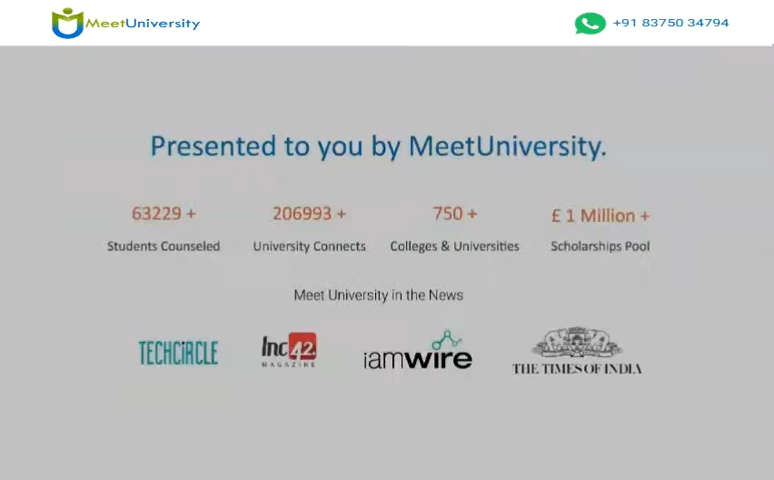 MeetUniversity
+91 83750 34794
Presented to you by MeetUniversity.
63229 + 206993 + 750 + £ 1 Million +
Students Counseled University Connects Colleges & Universities Scholarships Pool
Meet University in the News
TECHCIRCLE
Inc42.
MAGAZINE
iamwire
THE TIMES OF INDIA